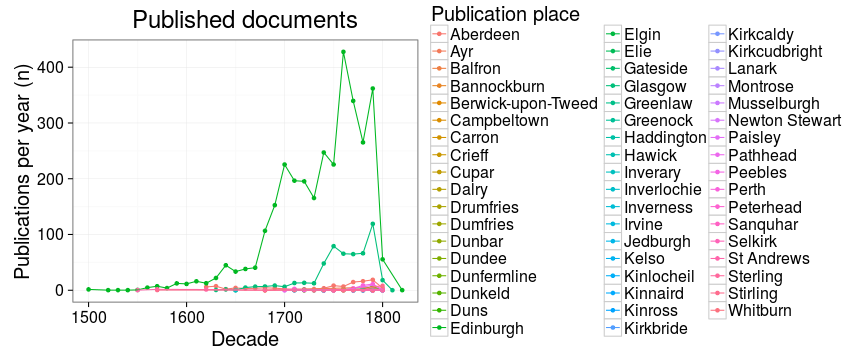 Published documents
Publications per year (n)
400
300
200
100
0
1500
1600
1700
1800
Decade
Publication place
Aberdeen
Ayr
Balfron
Bannockburn
Berwick-upon-Tweed
Campbeltown
Carron
Crieff
Cupar
Dalry
Drumfries
Dumfries
Dunbar
Dundee
Dunfermline
Dunkeld
Duns
Edinburgh
Elgin
Elie
Gateside
Glasgow
Greenlaw
Greenock
Haddington
Hawick
Inverary
Inverlochie
Inverness
Irvine
Jedburgh
Kelso
Kinlocheil
Kinnaird
Kinross
Kirkbride
Kirkcaldy
Kirkcudbright
Lanark
Montrose
Musselburgh
Newton Stewart
Paisley
Pathhead
Peebles
Perth
Peterhead
Sanquhar
Selkirk
St Andrews
Sterling
Stirling
Whitburn